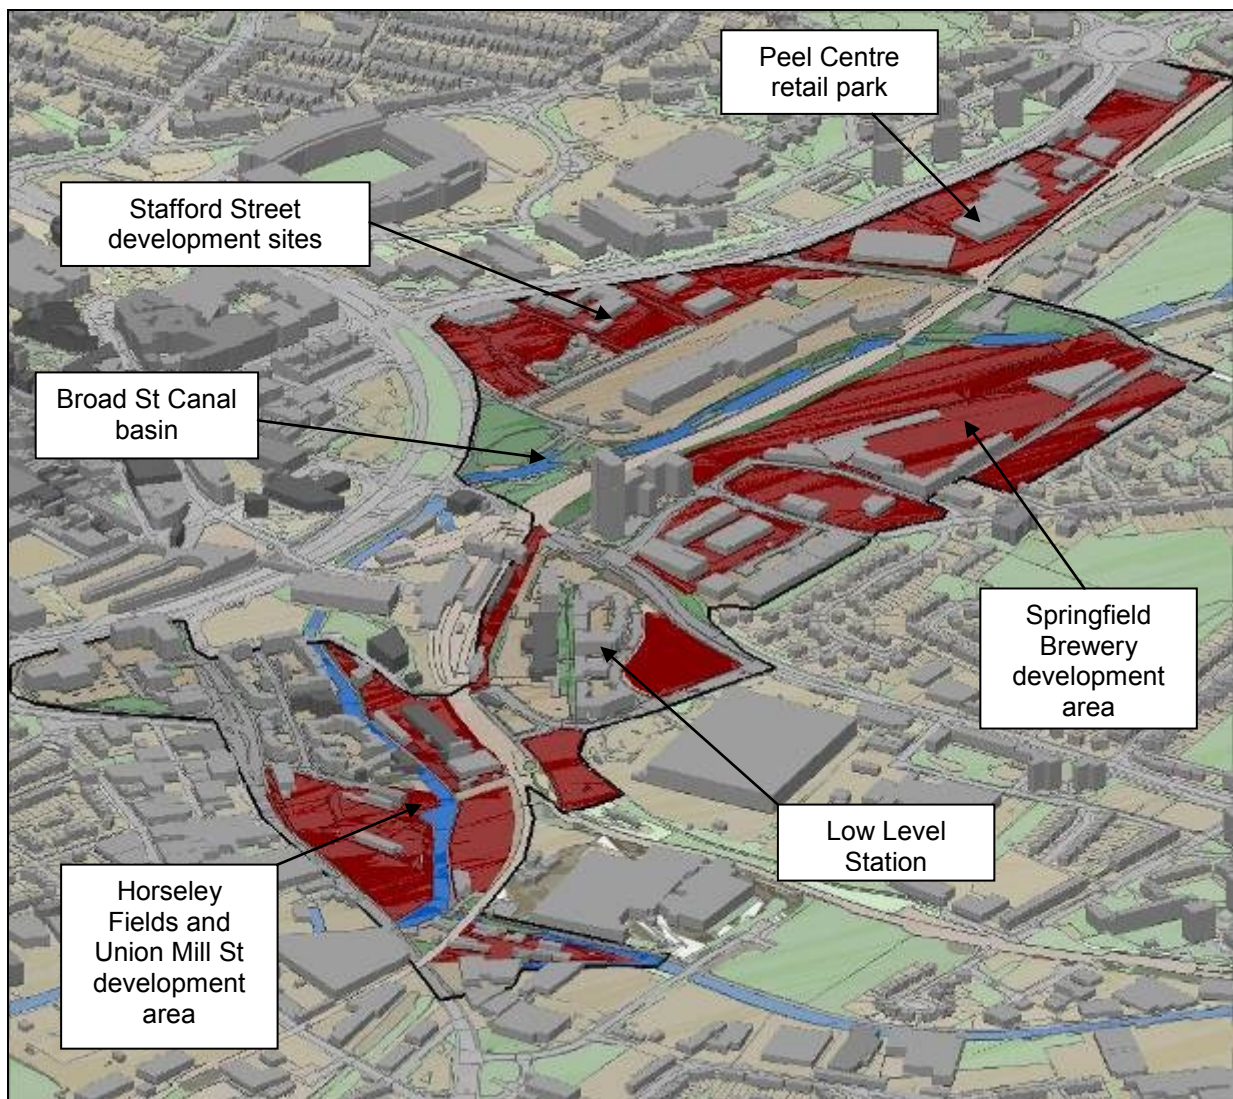 Peel Centre
retail park
Stafford Street
development sites
Broad St Canal
basin
Springfield
Brewery
development
area
Low Level
Station
Horseley
Fields and
Union Mill St
development
area